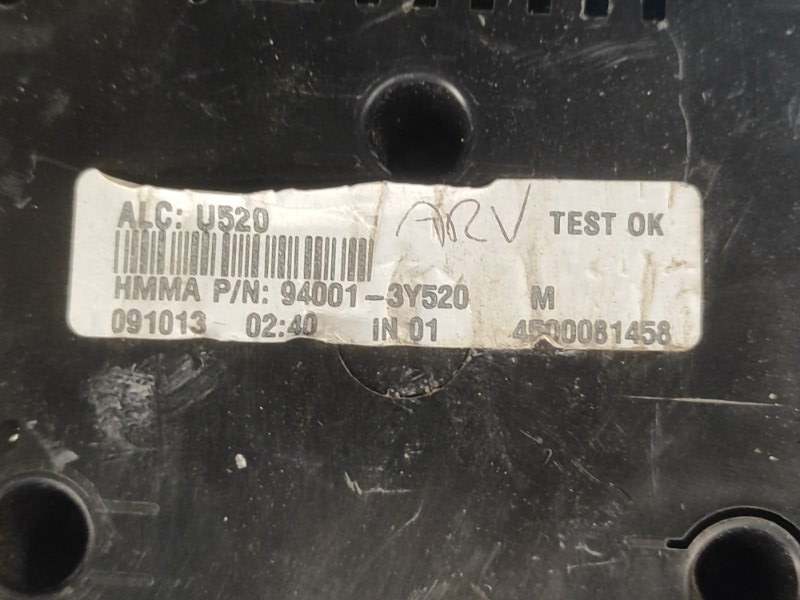 ALC: U520 ARV TEST OK
HMMA P/N: 94001-3Y520 M
091013 02:40 IN 01 4500081458